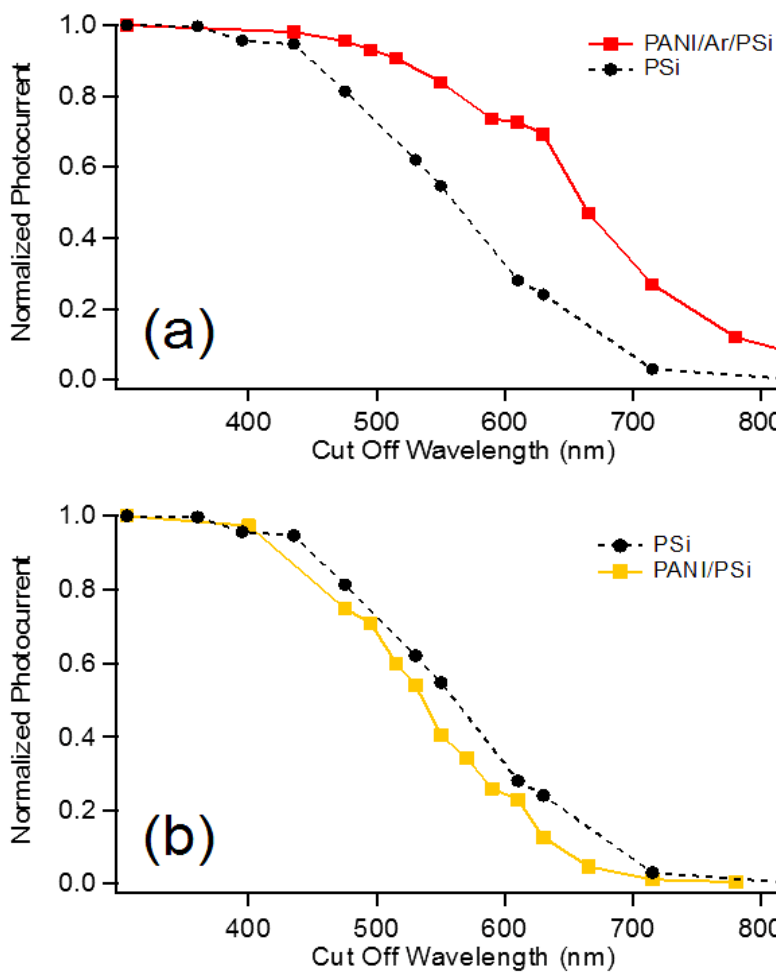 1.0
0.8
0.6
0.4
0.2
0.0
Normalized Photocurrent
PANI/Ar/PSi
PSi
(a)
400 500 600 700 800
Cut Off Wavelength (nm)
1.0
0.8
0.6
0.4
0.2
0.0
Normalized Photocurrent
PSi
PANI/PSi
(b)
400 500 600 700 800
Cut Off Wavelength (nm)